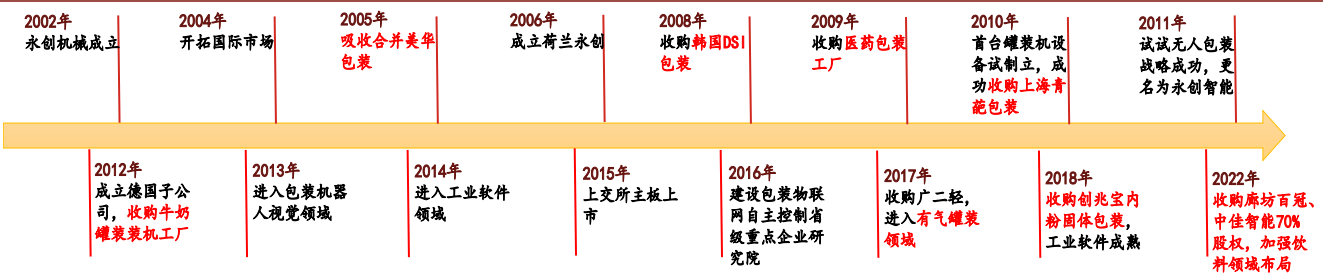 2002年
永创机械成立
2004年
开拓国际市场
2005年
吸收合并美华
包装
2006年
成立荷兰永创
2008年
收购韩国DSI
包装
2009年
收购医药包装
工厂
2010年
首台罐装机设
备试制立，成
功收购上海青
葩包装
2011年
试试无人包装
战略成功，更
名为永创智能
2012年
成立德国子公
司，收购牛奶
罐装装机工厂
2013年
进入包装机器
人视觉领域
2014年
进入工业软件
领域
2015年
上交所主板上
市
2016年
建设包装物联
网自主控制省
级重点企业研
究院
2017年
收购广二轻，
进入有气罐装
领域
2018年
收购创兆宝内
粉固体包装，
工业软件成熟
2022年
收购廊坊百冠、
中佳智能70%
股权，加强饮
料领域布局